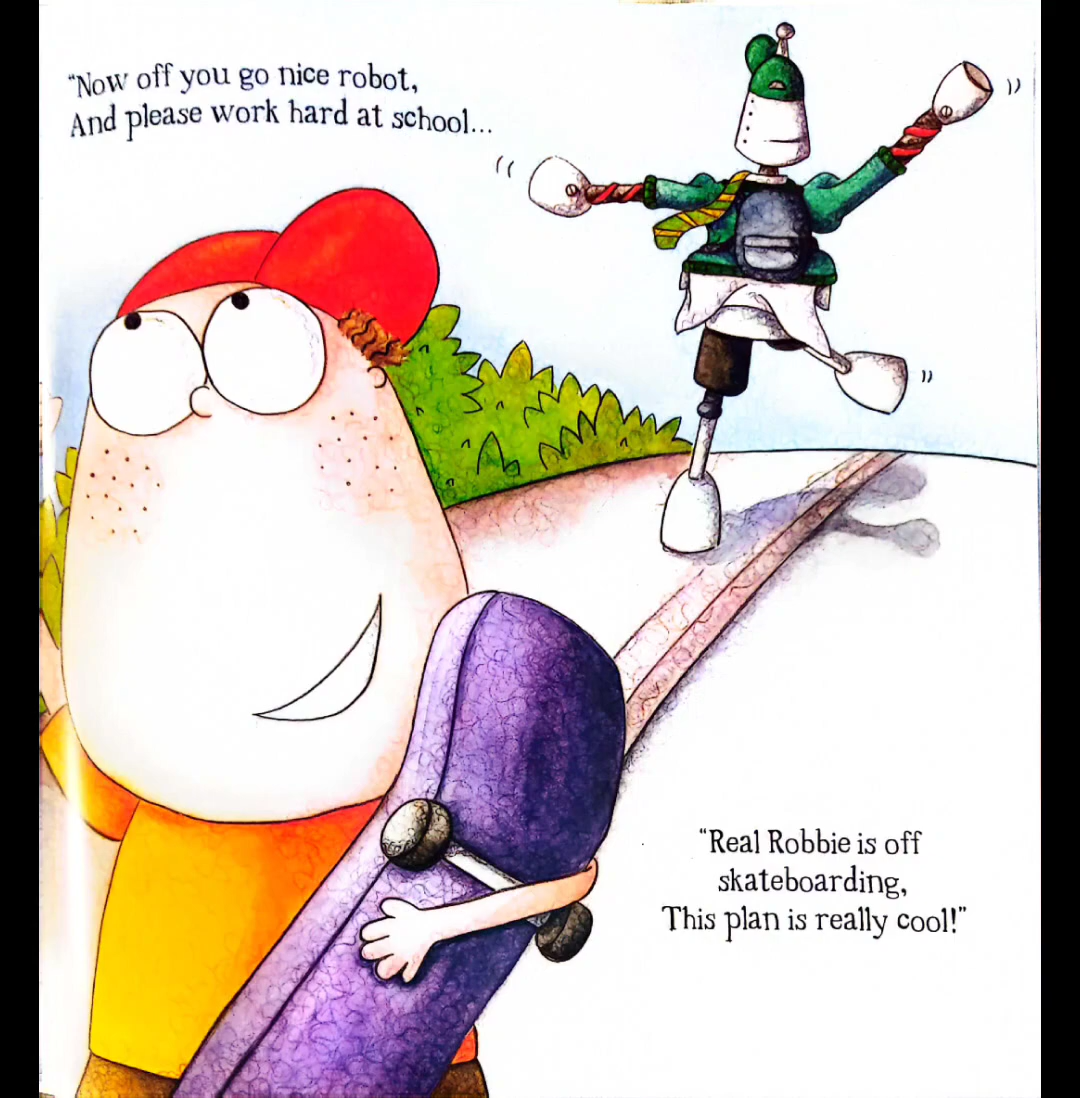 "Now off you go nice robot,
And please work hard at school...
"Real Robbie is off
skateboarding,
This plan is really cool!"